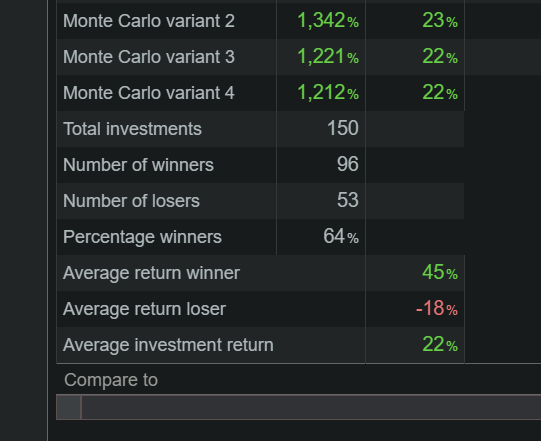 Monte Carlo variant 2 1,342% 23%
Monte Carlo variant 3 1,221% 22%
Monte Carlo variant 4 1,212% 22%
Total investments 150
Number of winners 96
Number of losers 53
Percentage winners 64%
Average return winner 45%
Average return loser -18%
Average investment return 22%
Compare to